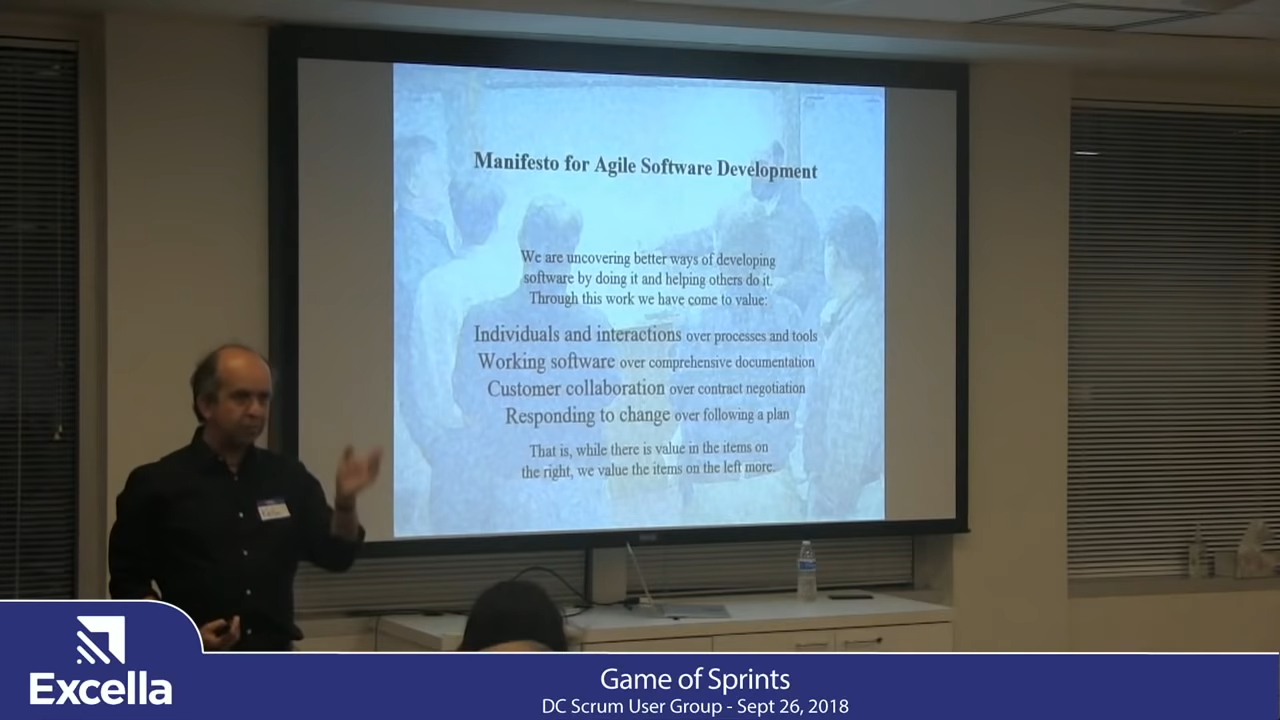 Manifesto for Agile Software Development
We are uncovering better ways of developing
software by doing it and helping others do it.
Through this work we have come to value:
Individuals and interactions over processes and tools
Working software over comprehensive documentation
Customer collaboration over contract negotiation
Responding to change over following a plan
That is, while there is value in the items on
the right, we value the items on the left more.
Excella
Game of Sprints
DC Scrum User Group - Sept 26, 2018